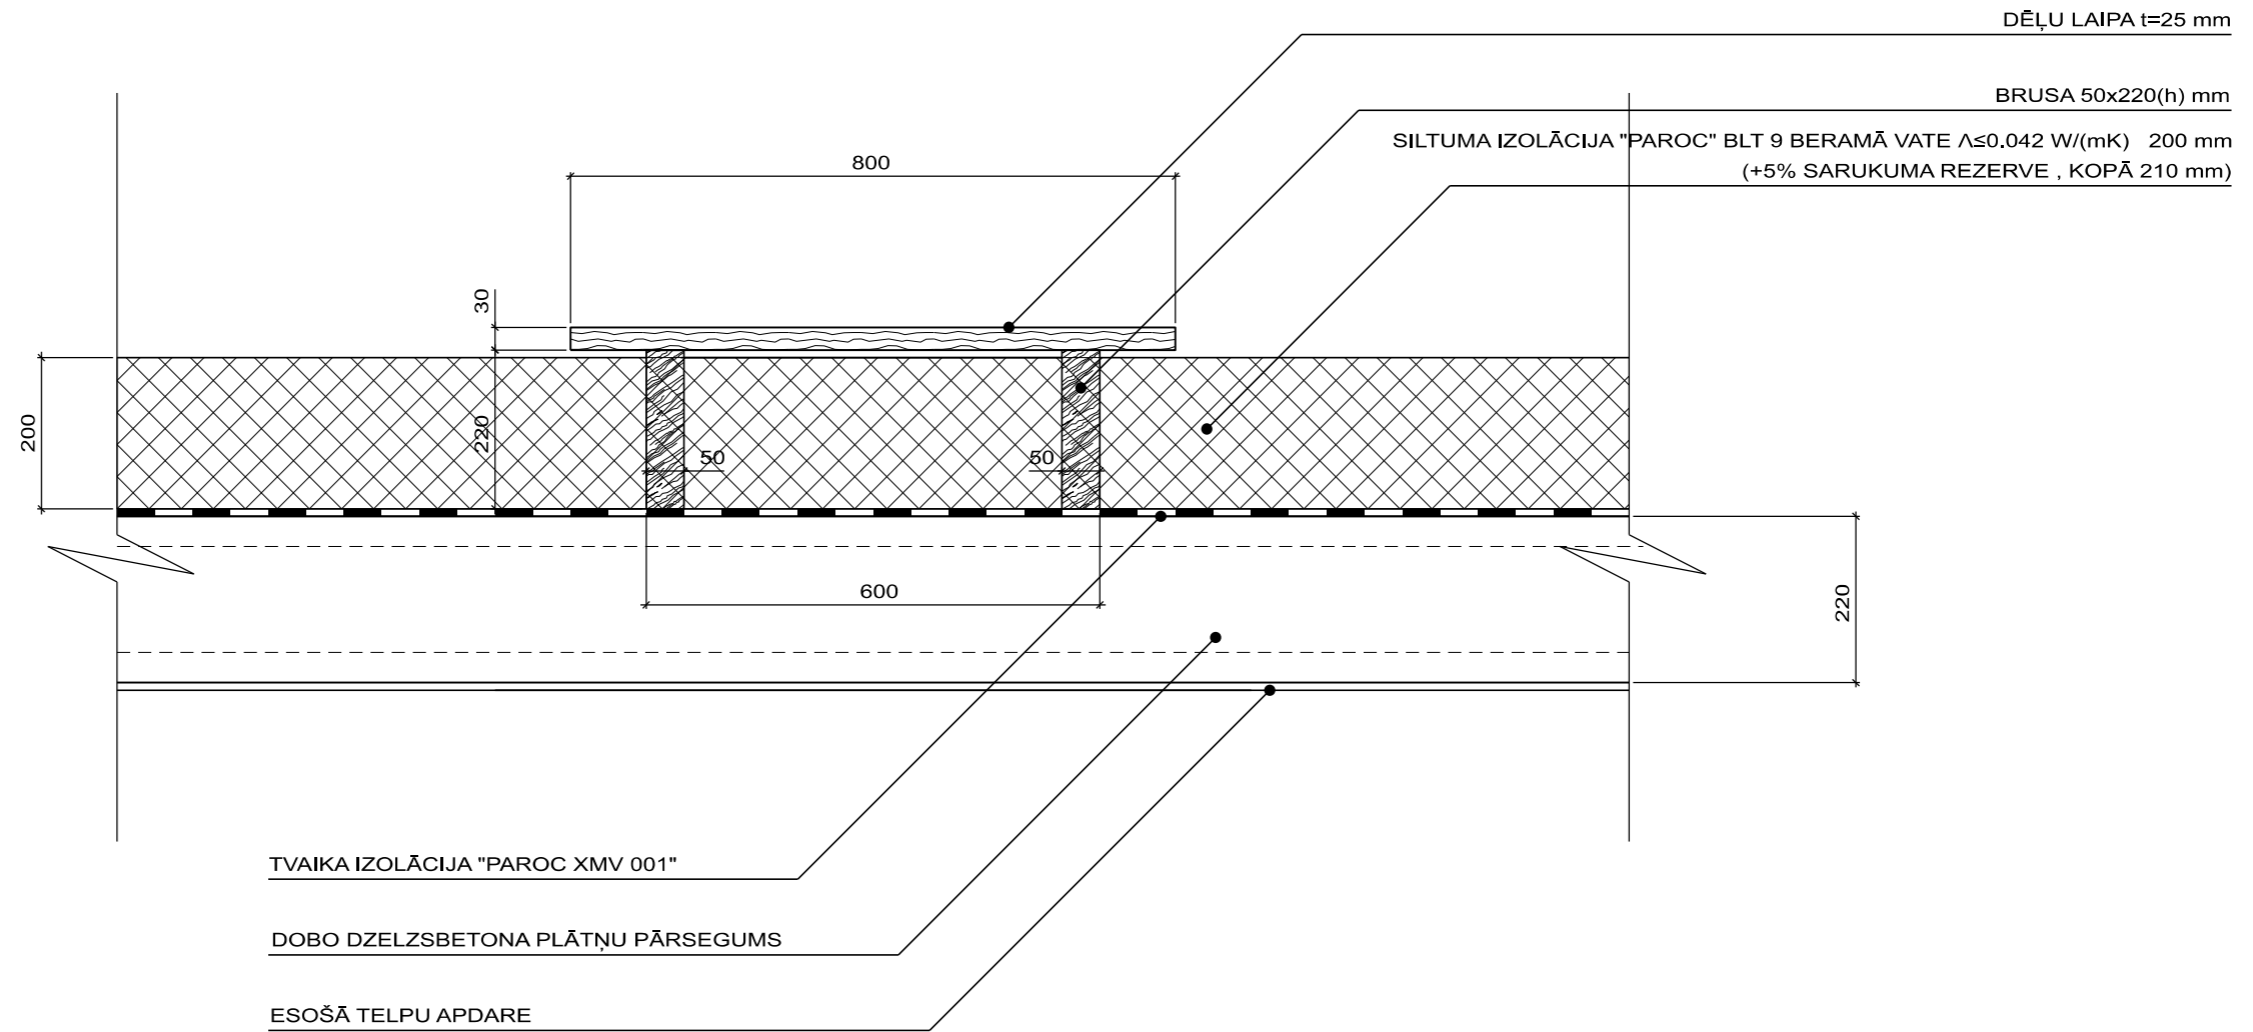 DĒĻU LAIPA t=25 mm
BRUSA 50x220(h) mm
SILTUMA IZOLĀCIJA "PAROC" BLT 9 BERAMĀ VATE Λ≤0.042 W/(mK) 200 mm
(+5% SARUKUMA REZERVE , KOPĀ 210 mm)
800
30
200
220
50
50
600
220
TVAIKA IZOLĀCIJA "PAROC XMV 001"
DOBO DZELZSBETONA PLĀTŅU PĀRSEGUMS
ESOŠĀ TELPU APDARE